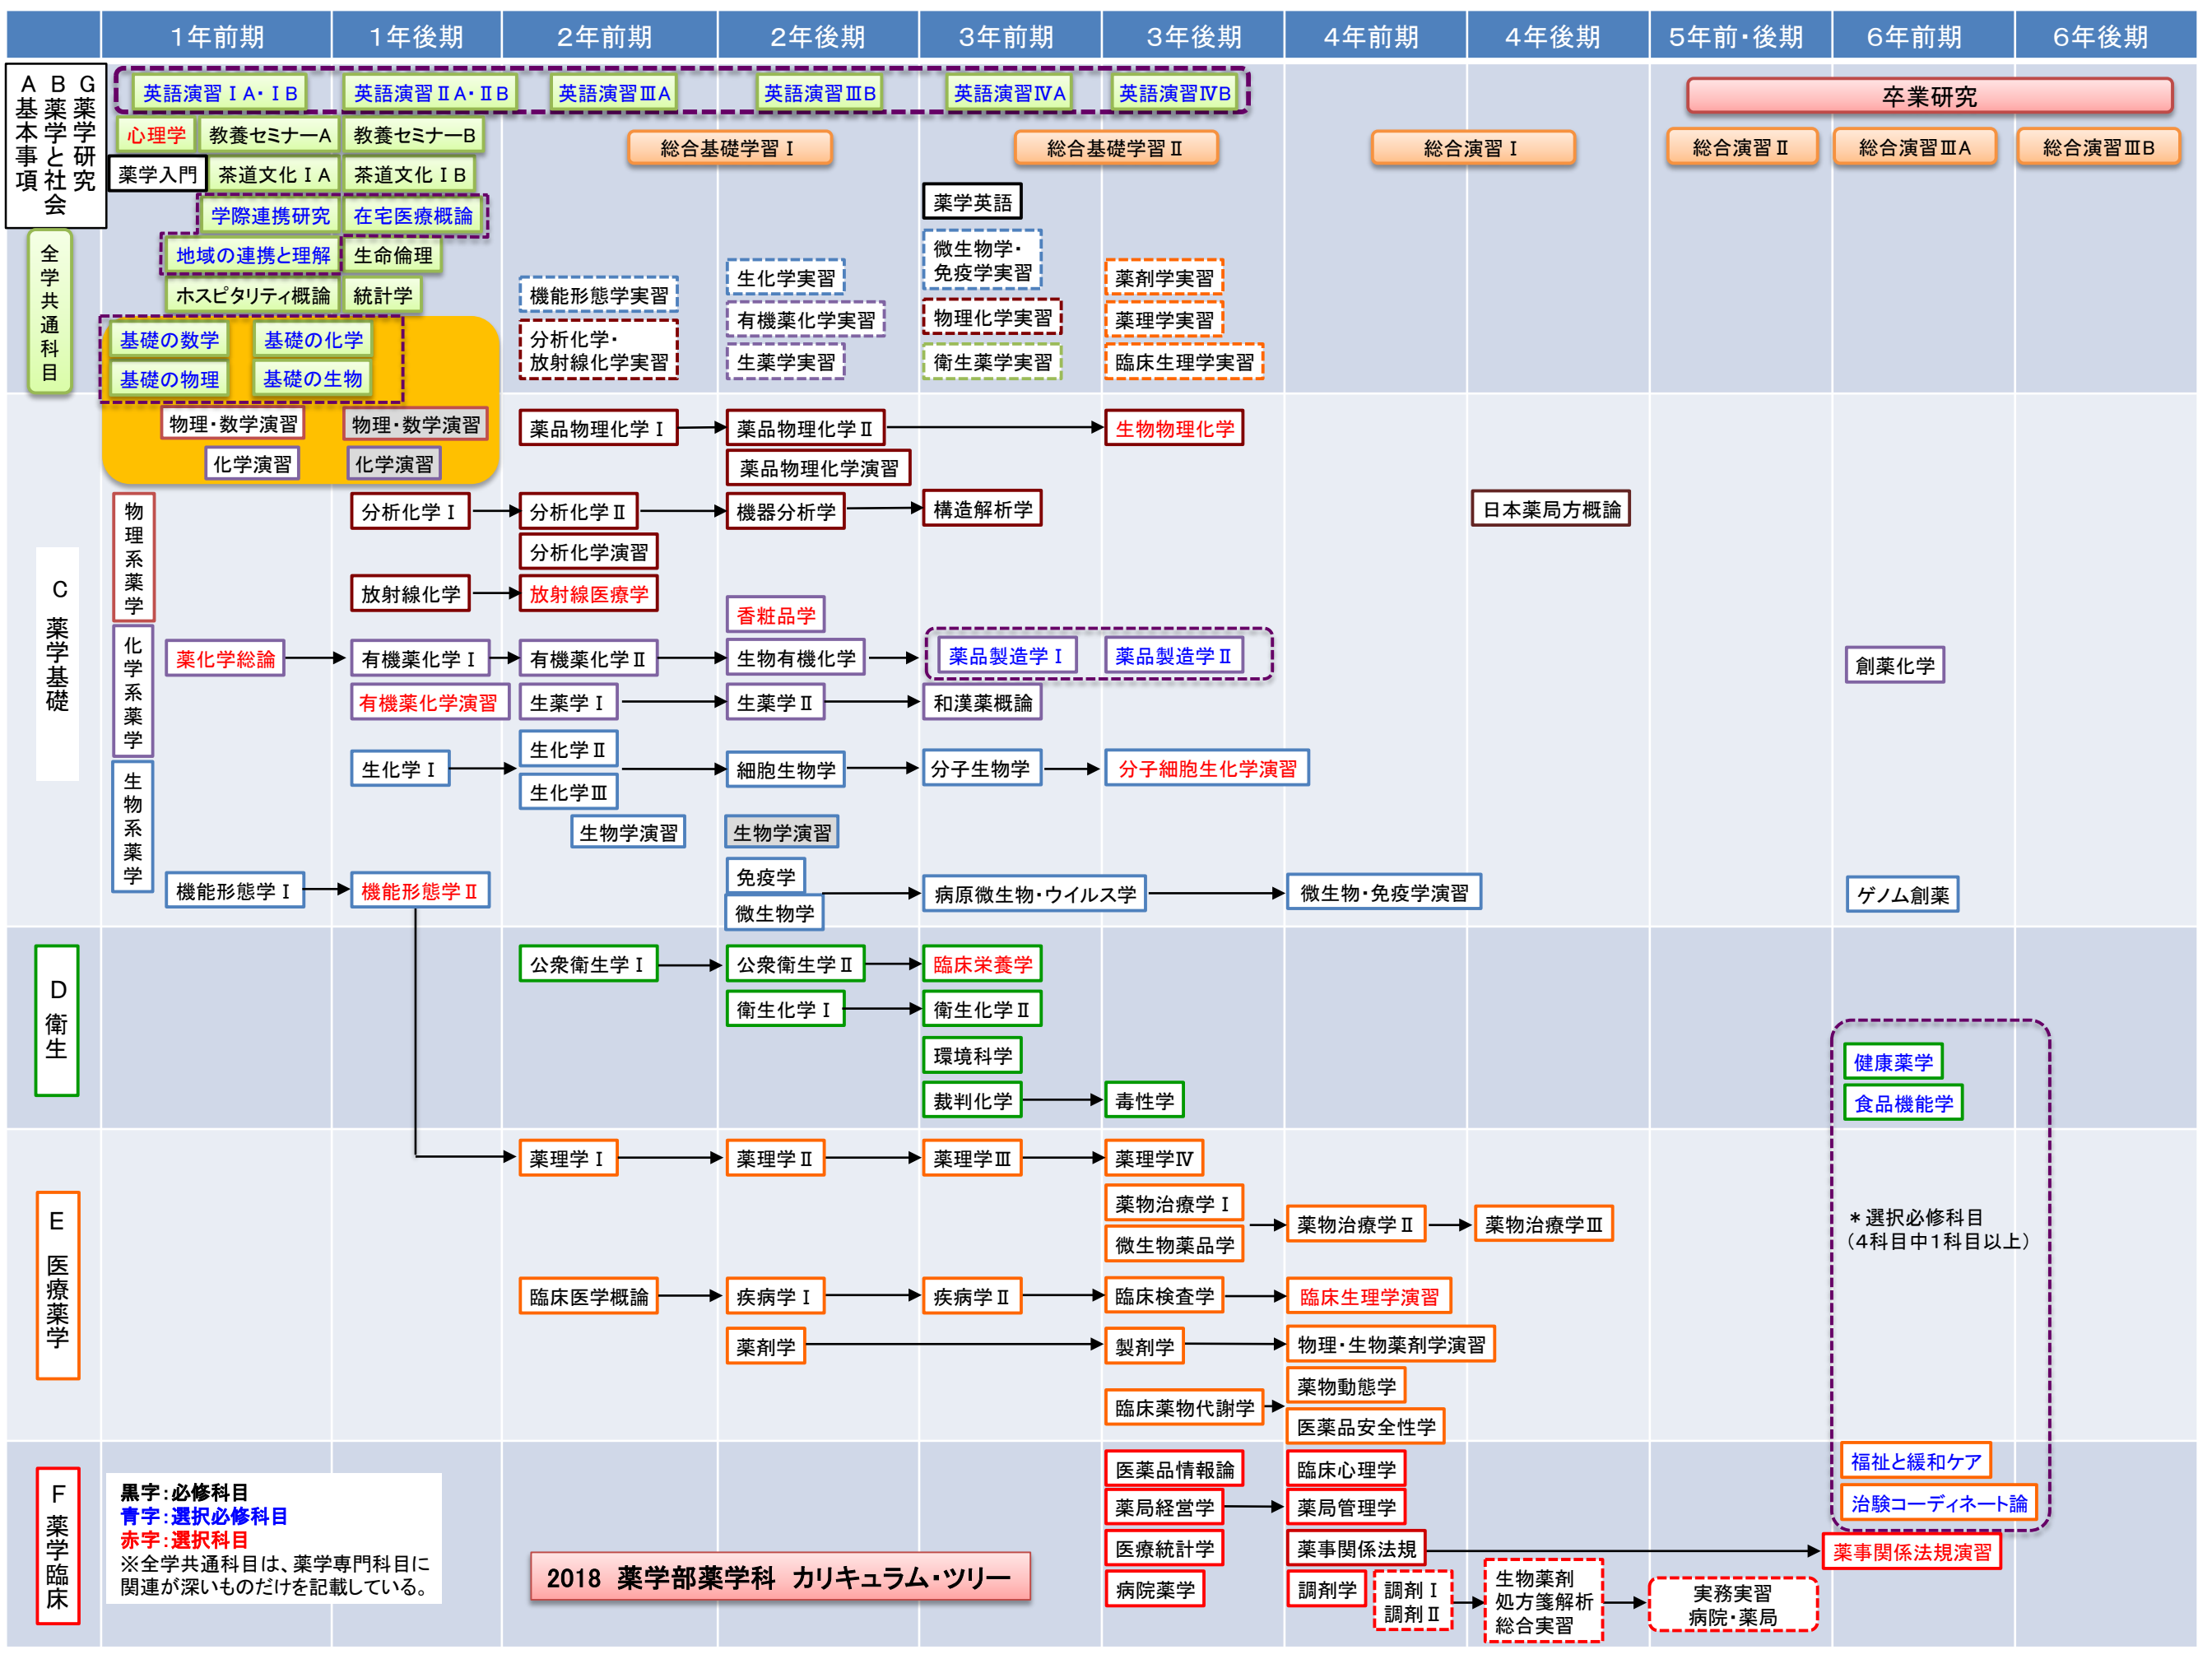 1年前期
1年後期
2年前期
2年後期
3年前期
3年後期
4年前期
4年後期
5年前・後期
6年前期
6年後期
A基本事項
B薬学と社会
G薬学研究
英語演習ⅠA・ⅠB
英語演習ⅡA・ⅡB
英語演習ⅢA
英語演習ⅢB
英語演習ⅣA
英語演習ⅣB
卒業研究
心理学
教養セミナーA
教養セミナーB
総合基礎学習Ⅰ
総合基礎学習Ⅱ
総合演習Ⅰ
総合演習Ⅱ
総合演習ⅢA
総合演習ⅢB
薬学入門
茶道文化ⅠA
茶道文化ⅠB
薬学英語
学際連携研究
在宅医療概論
全学共通科目
地域の連携と理解
生命倫理
微生物学・
免疫学実習
ホスピタリティ概論
統計学
機能形態学実習
生化学実習
薬剤学実習
有機薬化学実習
物理化学実習
薬理学実習
基礎の数学
基礎の化学
分析化学・
放射線化学実習
生薬学実習
衛生薬学実習
臨床生理学実習
基礎の物理
基礎の生物
物理・数学演習
物理・数学演習
薬品物理化学Ⅰ
薬品物理化学Ⅱ
生物物理化学
化学演習
化学演習
薬品物理化学演習
C 薬学基礎
物理系薬学
分析化学Ⅰ
分析化学Ⅱ
機器分析学
構造解析学
日本薬局方概論
分析化学演習
放射線化学
放射線医療学
香粧品学
化学系薬学
薬化学総論
有機薬化学Ⅰ
有機薬化学Ⅱ
生物有機化学
薬品製造学Ⅰ
薬品製造学Ⅱ
創薬化学
有機薬化学演習
生薬学Ⅰ
生薬学Ⅱ
和漢薬概論
生物系薬学
生化学Ⅰ
生化学Ⅱ
生化学Ⅲ
細胞生物学
分子生物学
分子細胞生化学演習
生物学演習
生物学演習
機能形態学Ⅰ
機能形態学Ⅱ
免疫学
微生物学
病原微生物・ウイルス学
微生物・免疫学演習
ゲノム創薬
D 衛生
公衆衛生学Ⅰ
公衆衛生学Ⅱ
臨床栄養学
衛生化学Ⅰ
衛生化学Ⅱ
環境科学
健康薬学
裁判化学
毒性学
食品機能学
E 医療薬学
薬理学Ⅰ
薬理学Ⅱ
薬理学Ⅲ
薬理学Ⅳ
薬物治療学Ⅰ
微生物薬品学
薬物治療学Ⅱ
薬物治療学Ⅲ
*選択必修科目
(4科目中1科目以上)
臨床医学概論
疾病学Ⅰ
疾病学Ⅱ
臨床検査学
臨床生理学演習
薬剤学
製剤学
物理・生物薬剤学演習
臨床薬物代謝学
薬物動態学
医薬品安全性学
F 薬学臨床
医薬品情報論
臨床心理学
福祉と緩和ケア
薬局経営学
薬局管理学
治験コーディネート論
医療統計学
薬事関係法規
薬事関係法規演習
病院薬学
調剤学
調剤Ⅰ
調剤Ⅱ
生物薬剤
処方箋解析
総合実習
実務実習
病院・薬局
黒字:必修科目
青字:選択必修科目
赤字:選択科目
※全学共通科目は、薬学専門科目に
関連が深いものだけを記載している。
2018 薬学部薬学科 カリキュラム・ツリー